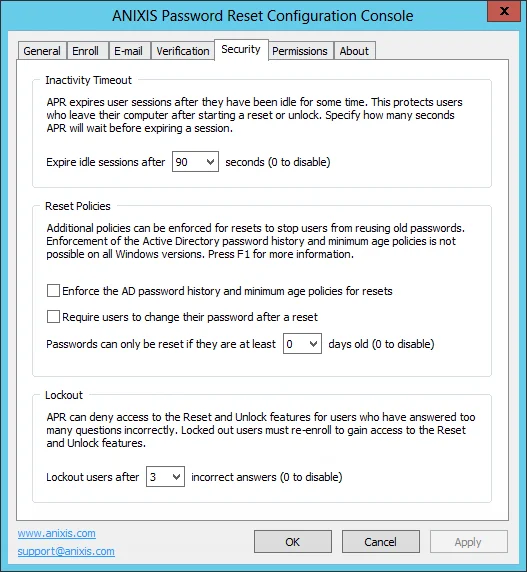 ANIXIS Password Reset Configuration Console
x
General Enroll E-mail Verification Security Permissions About
Inactivity Timeout
APR expires user sessions after they have been idle for some time. This protects users
who leave their computer after starting a reset or unlock. Specify how many seconds
APR will wait before expiring a session.
Expire idle sessions after 90 seconds (0 to disable)
Reset Policies
Additional policies can be enforced for resets to stop users from reusing old passwords.
Enforcement of the Active Directory password history and minimum age policies is not
possible on all Windows versions. Press F1 for more information.
Enforce the AD password history and minimum age policies for resets
Require users to change their password after a reset
Passwords can only be reset if they are at least 0 days old (0 to disable)
Lockout
APR can deny access to the Reset and Unlock features for users who have answered too
many questions incorrectly. Locked out users must re-enroll to gain access to the Reset
and Unlock features.
Lockout users after 3 incorrect answers (0 to disable)
www.anixis.com
support@anixis.com
OK Cancel Apply